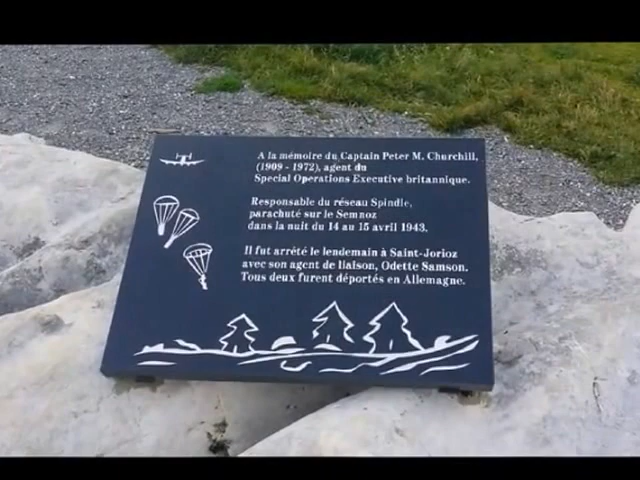 A la mémoire du Captain Peter M. Churchill,
(1909 - 1972), agent du
Special Operations Executive britannique.
Responsable du réseau Spindle,
parachuté sur le Semnoz
dans la nuit du 14 au 15 avril 1943.
Il fut arrêté le lendemain à Saint-Jorioz
avec son agent de liaison, Odette Samson.
Tous deux furent déportés en Allemagne.